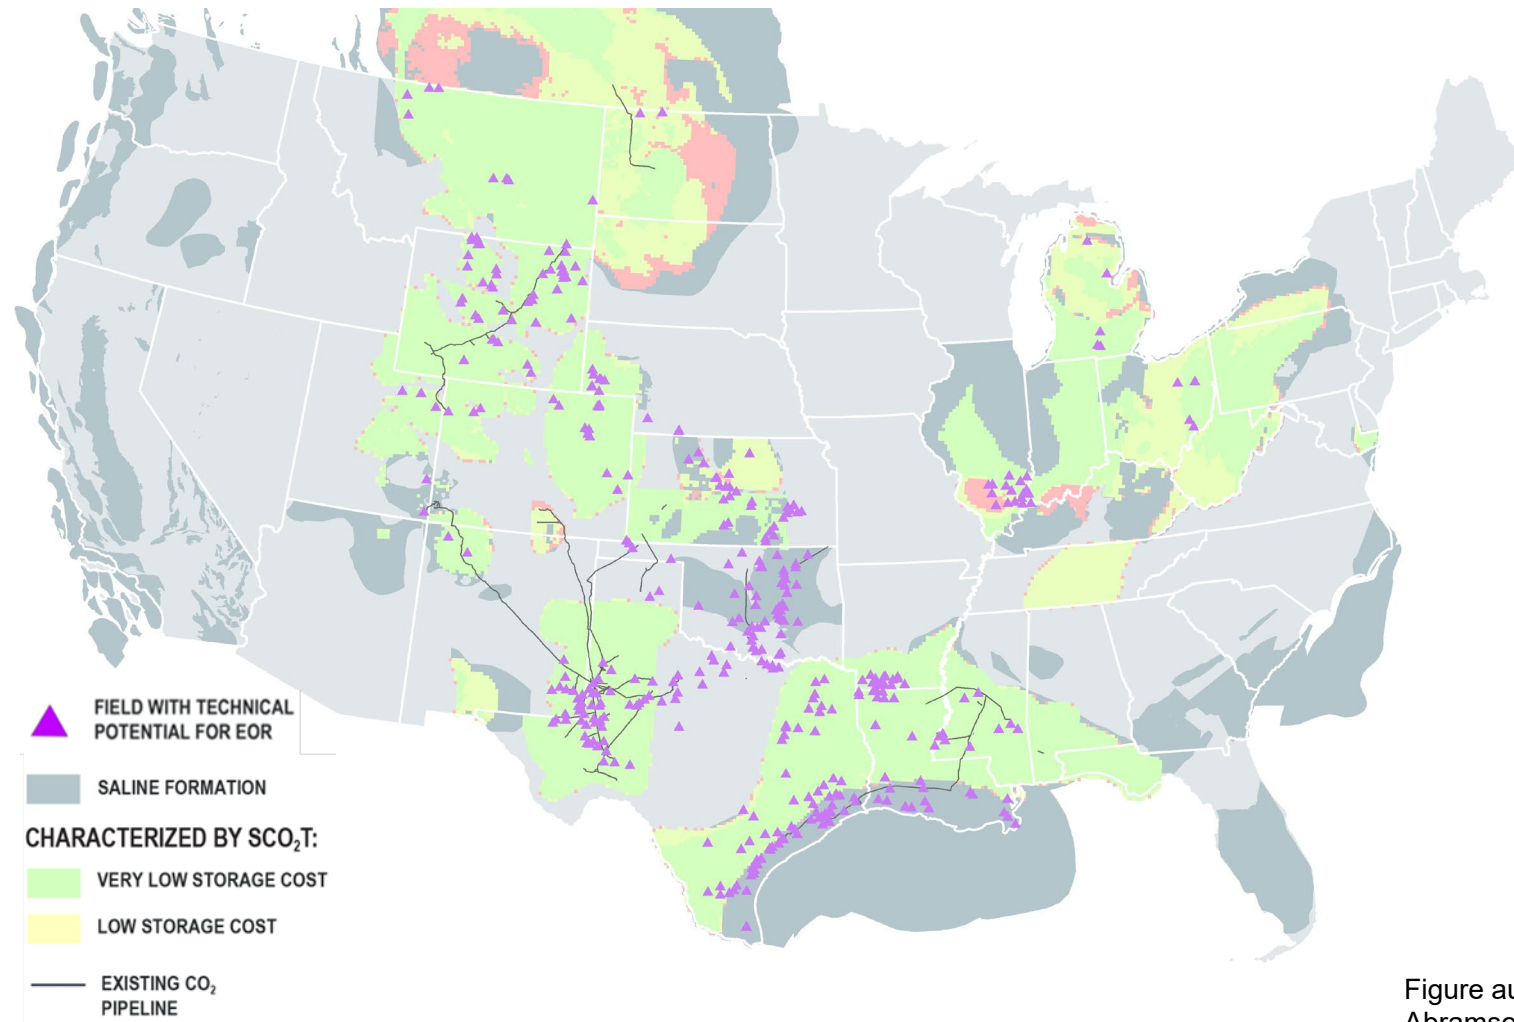 FIELD WITH TECHNICAL
POTENTIAL FOR EOR
SALINE FORMATION
CHARACTERIZED BY SCO₂T:
VERY LOW STORAGE COST
LOW STORAGE COST
EXISTING CO₂
PIPELINE
Figure